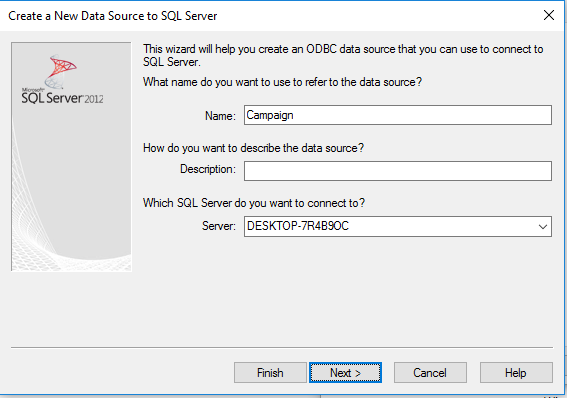 Create a New Data Source to SQL Server
Microsoft
SQL Server 2012
This wizard will help you create an ODBC data source that you can use to connect to
SQL Server.
What name do you want to use to refer to the data source?
Name: Campaign
How do you want to describe the data source?
Description:
Which SQL Server do you want to connect to?
Server: DESKTOP-7R4B9OC
Finish Next > Cancel Help